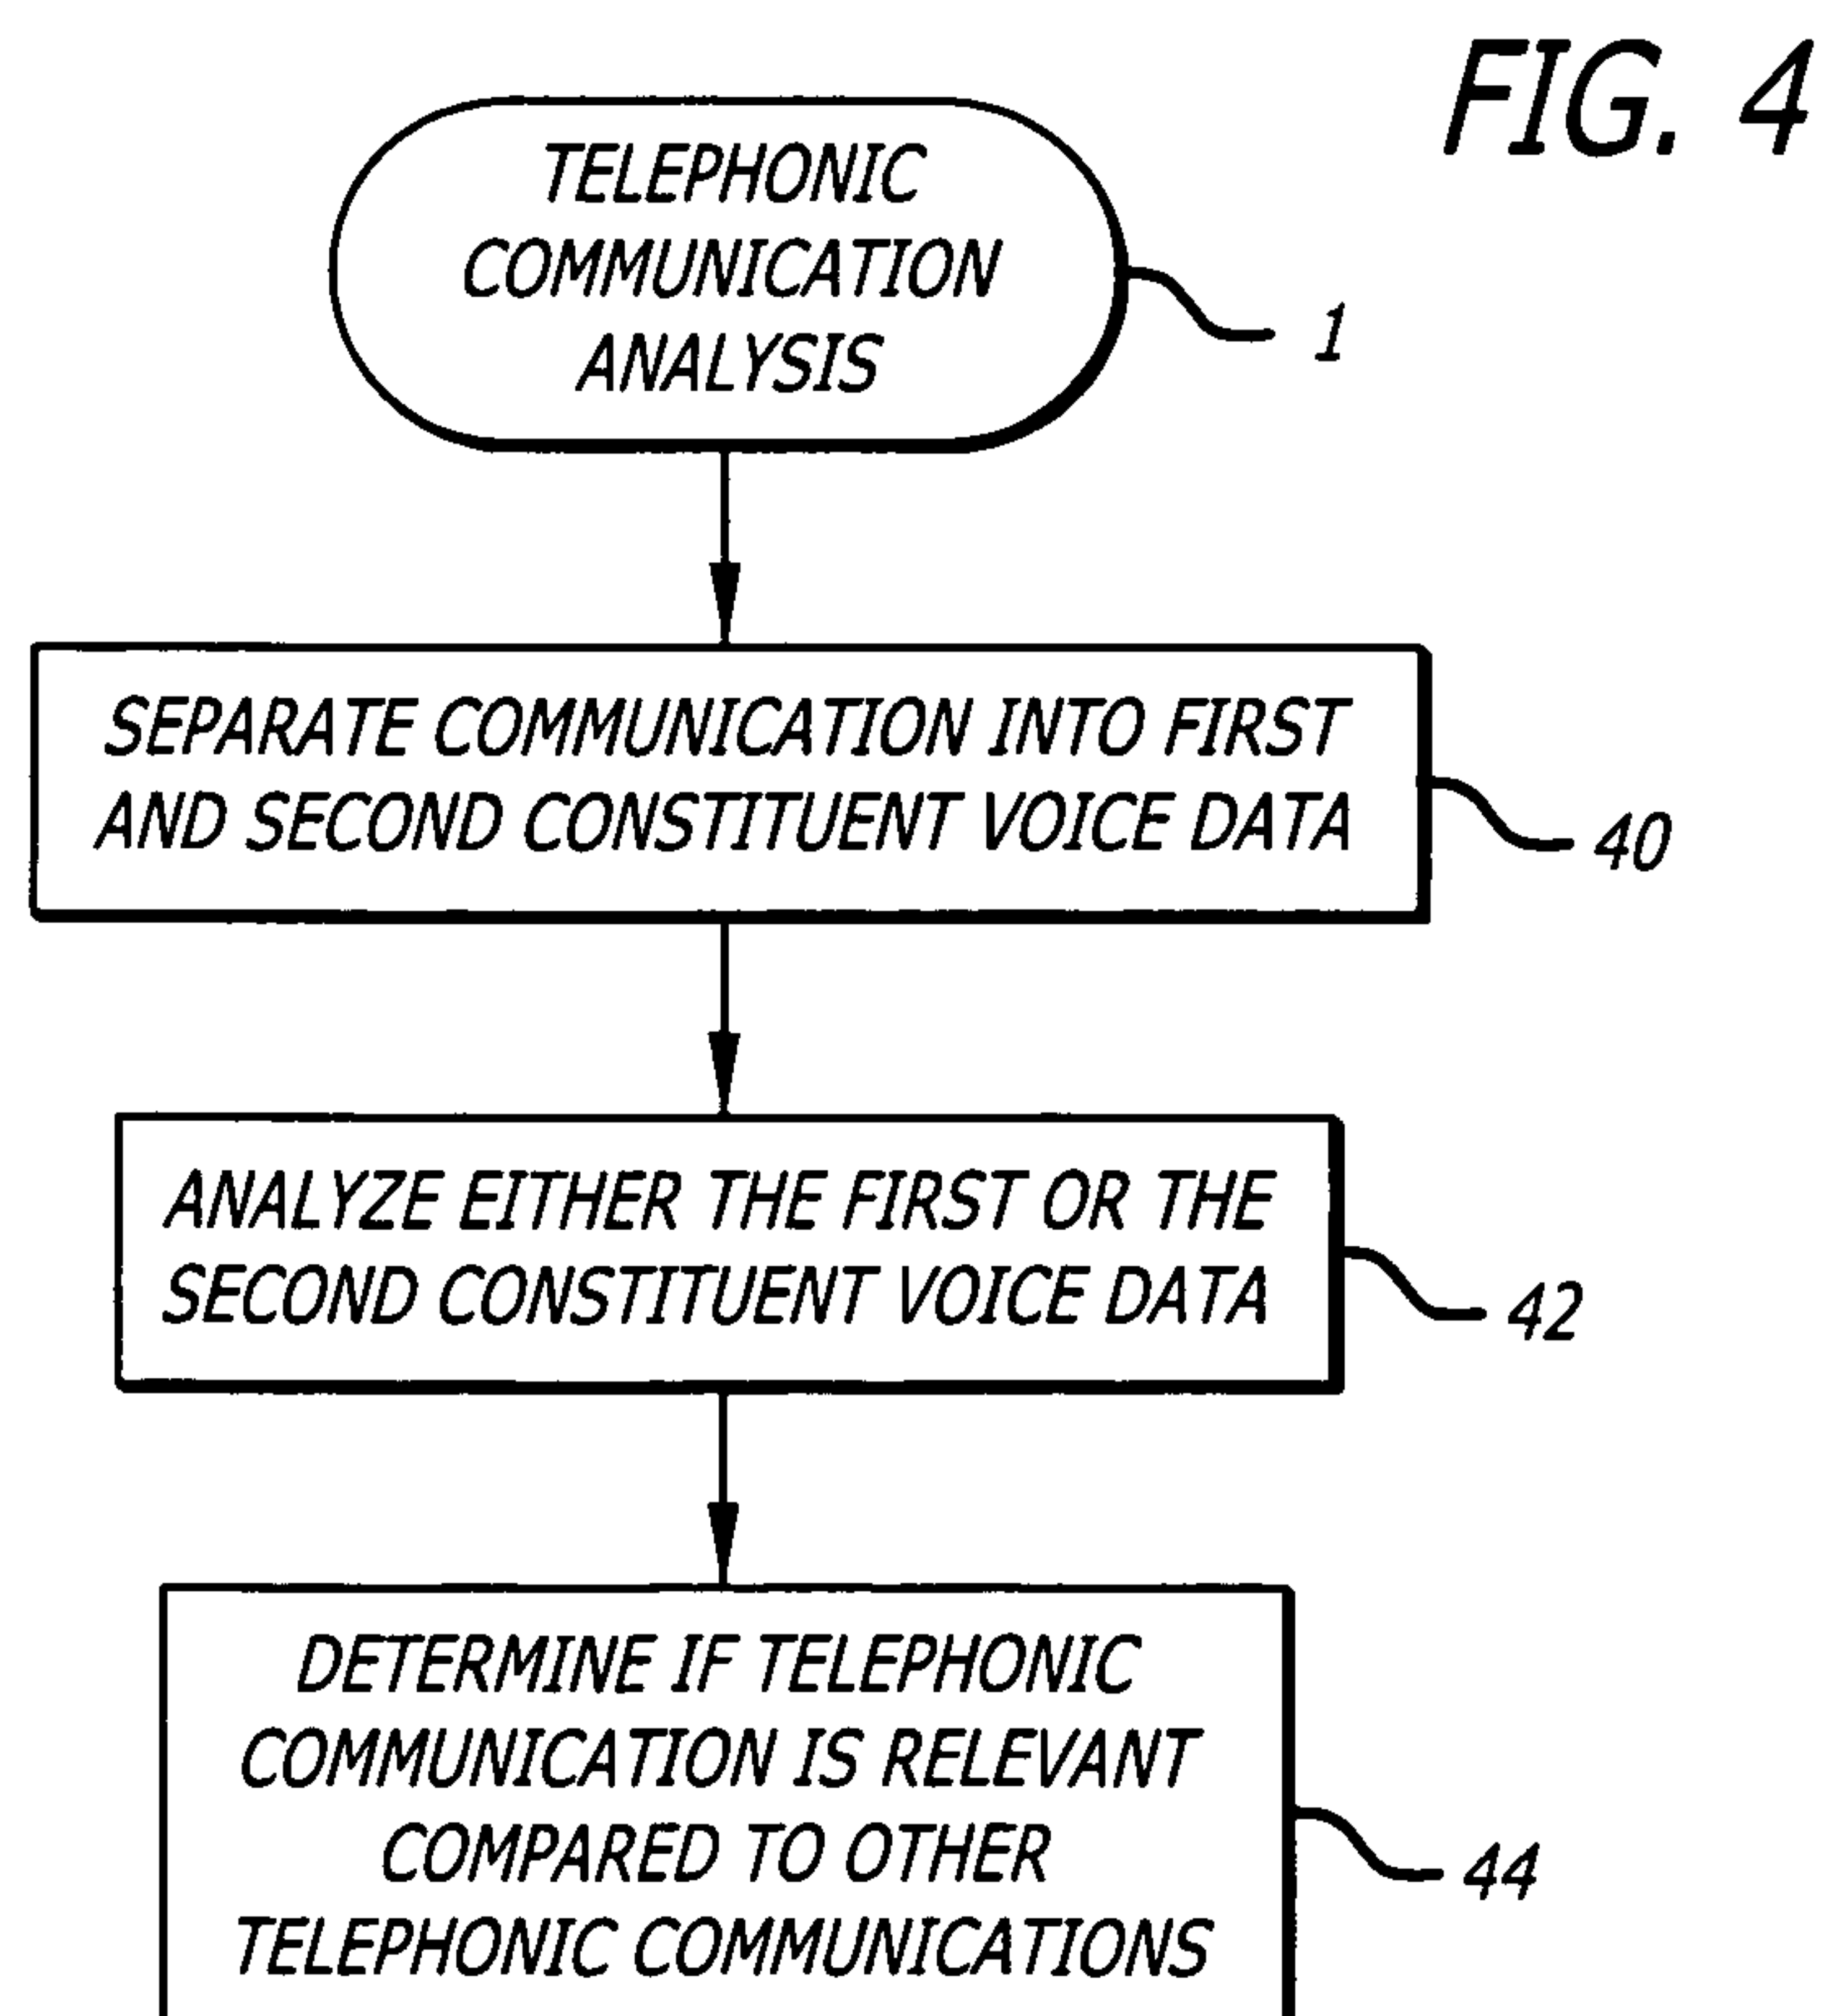 FIG. 4
TELEPHONIC
COMMUNICATION
ANALYSIS
1
SEPARATE COMMUNICATION INTO FIRST
AND SECOND CONSTITUENT VOICE DATA
40
ANALYZE EITHER THE FIRST OR THE
SECOND CONSTITUENT VOICE DATA
42
DETERMINE IF TELEPHONIC
COMMUNICATION IS RELEVANT
COMPARED TO OTHER
TELEPHONIC COMMUNICATIONS
44